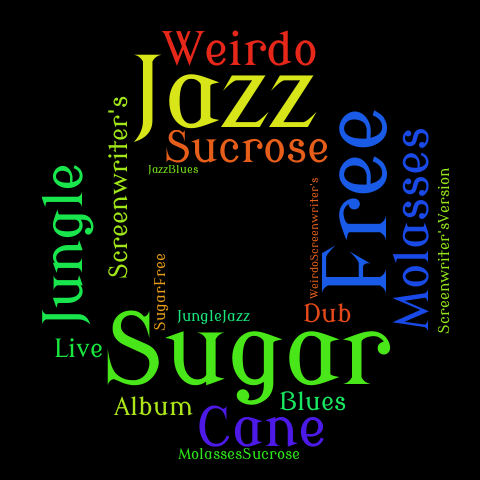 Weirdo
Jazz
Sucrose
JazzBlues
Screenwriter's
Jungle
Free
Molasses
Screenwriter'sVersion
WeirdoScreenwriter's
SugarFree
JungleJazz
Dub
Sugar
Live
Album
Blues
Cane
MolassesSucrose